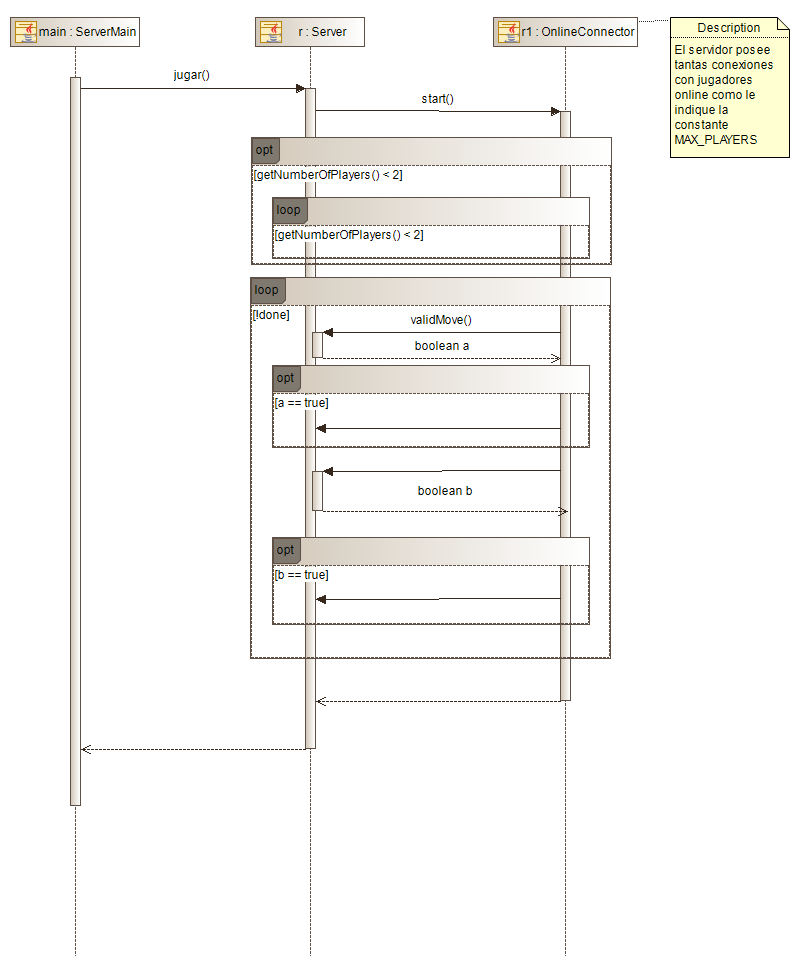 main : ServerMain
r : Server
r1 : OnlineConnector
Description
El servidor posee
tantas conexiones
con jugadores
online como le
indique la
constante
MAX_PLAYERS
jugar()
start()
opt
[getNumberOfPlayers() < 2]
loop
[getNumberOfPlayers() < 2]
loop
[!done]
validMove()
boolean a
opt
[a == true]
boolean b
opt
[b == true]